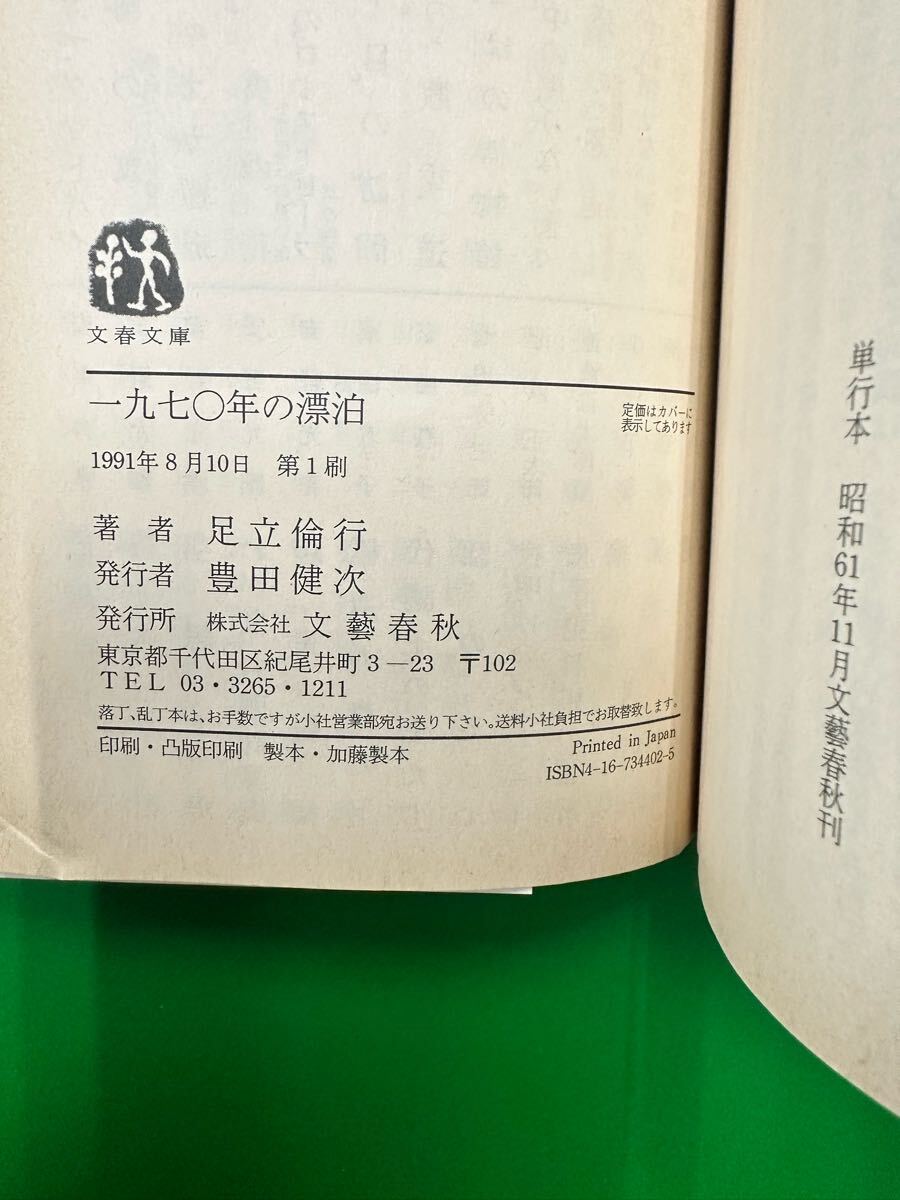 文春文庫
一九七〇年の漂泊
定価はカバーに
表示してあります
1991年8月10日 第1刷
著者 足立倫行
発行者 豊田健次
発行所 株式会社 文藝春秋
東京都千代田区紀尾井町3—23 〒102
TEL 03・3265・1211
落丁、乱丁本は、お手数ですが小社営業部宛お送り下さい。送料小社負担でお取替致します。
印刷・凸版印刷 製本・加藤製本
Printed in Japan
ISBN4-16-734402-5
単行本 昭和61年11月文藝春秋刊